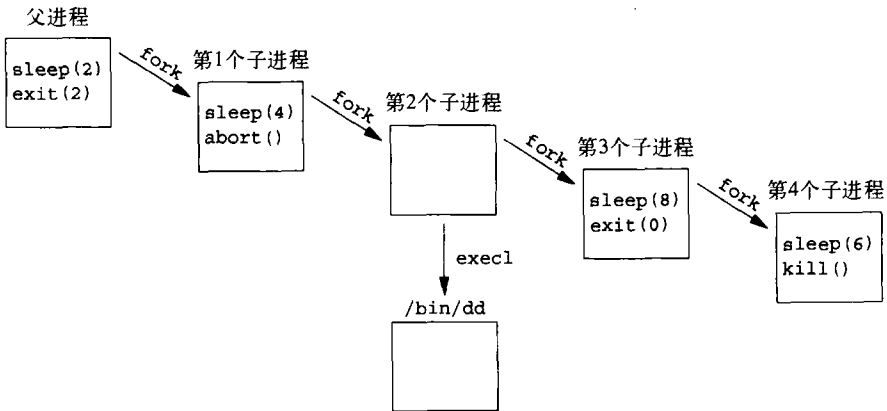 父进程
sleep(2)
exit(2)
fork
第1个子进程
sleep(4)
abort()
fork
第2个子进程
fork
第3个子进程
sleep(8)
exit(0)
fork
第4个子进程
sleep(6)
kill()
execl
/bin/dd